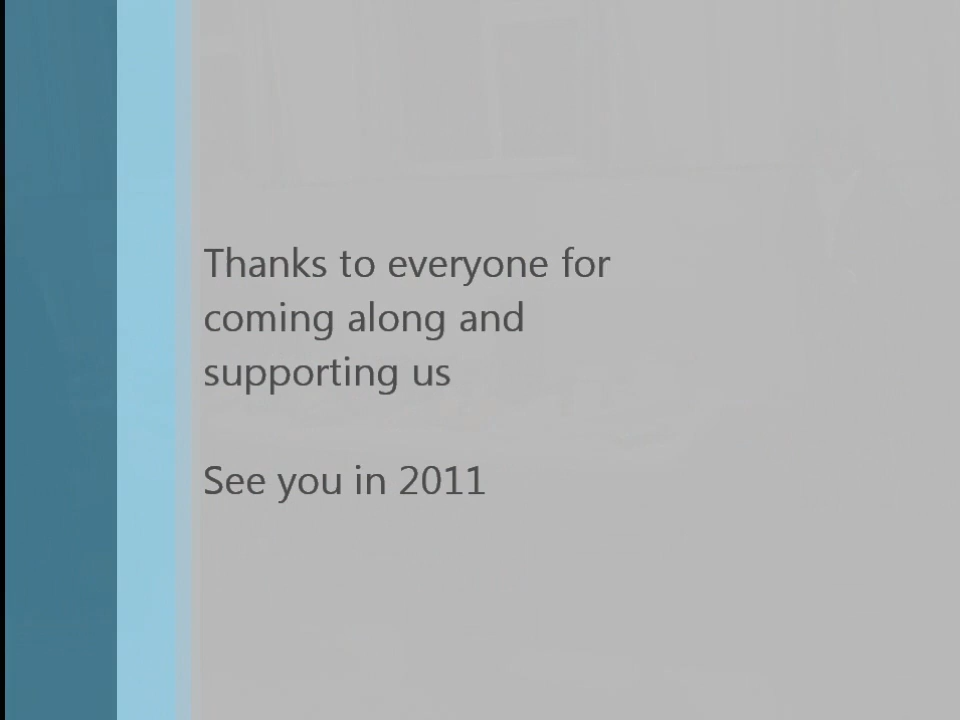 Thanks to everyone for
coming along and
supporting us
See you in 2011